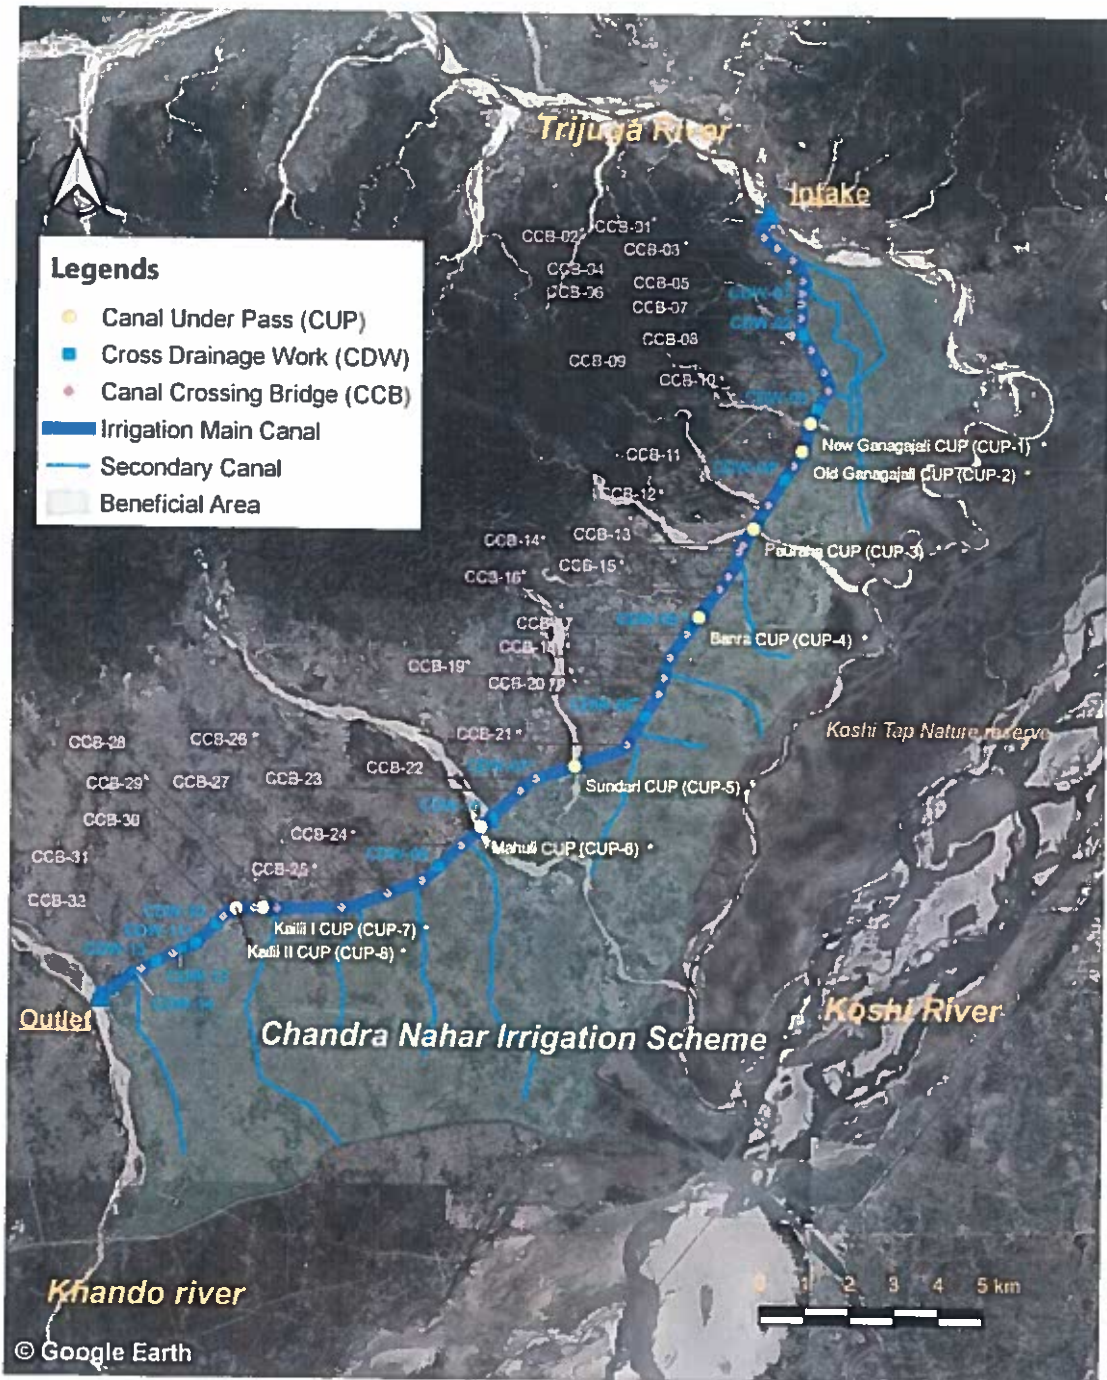 Trijuga River
Intake
N
CCB-01*
CCB-02*
CCB-03*
CCB-04
CCB-05
CCB-06
CCB-07
CCB-08
CCB-09
CCB-10*
Legends
Canal Under Pass (CUP)
Cross Drainage Work (CDW)
Canal Crossing Bridge (CCB)
Irrigation Main Canal
Secondary Canal
Beneficial Area
New Ganagajali CUP (CUP-1) *
Old Ganagajali CUP (CUP-2) *
CCB-11
CCB-12*
CCB-13
CCB-14*
CCB-15*
CCB-16*
Pauraha CUP (CUP-3) *
Banra CUP (CUP-4) *
CCB-18
CCB-19*
CCB-20
CCB-21*
Koshi Tap Nature reserve
CCB-22
CCB-23
CCB-26*
CCB-27
CCB-28
CCB-29*
CCB-30
CCB-31
CCB-32
CCB-24*
CCB-25*
Sundari CUP (CUP-5) *
Mahuli CUP (CUP-6) *
Kailli I CUP (CUP-7) *
Kailli II CUP (CUP-8) *
Outlet
Chandra Nahar Irrigation Scheme
Koshi River
Khando river
0 1 2 3 4 5 km
© Google Earth